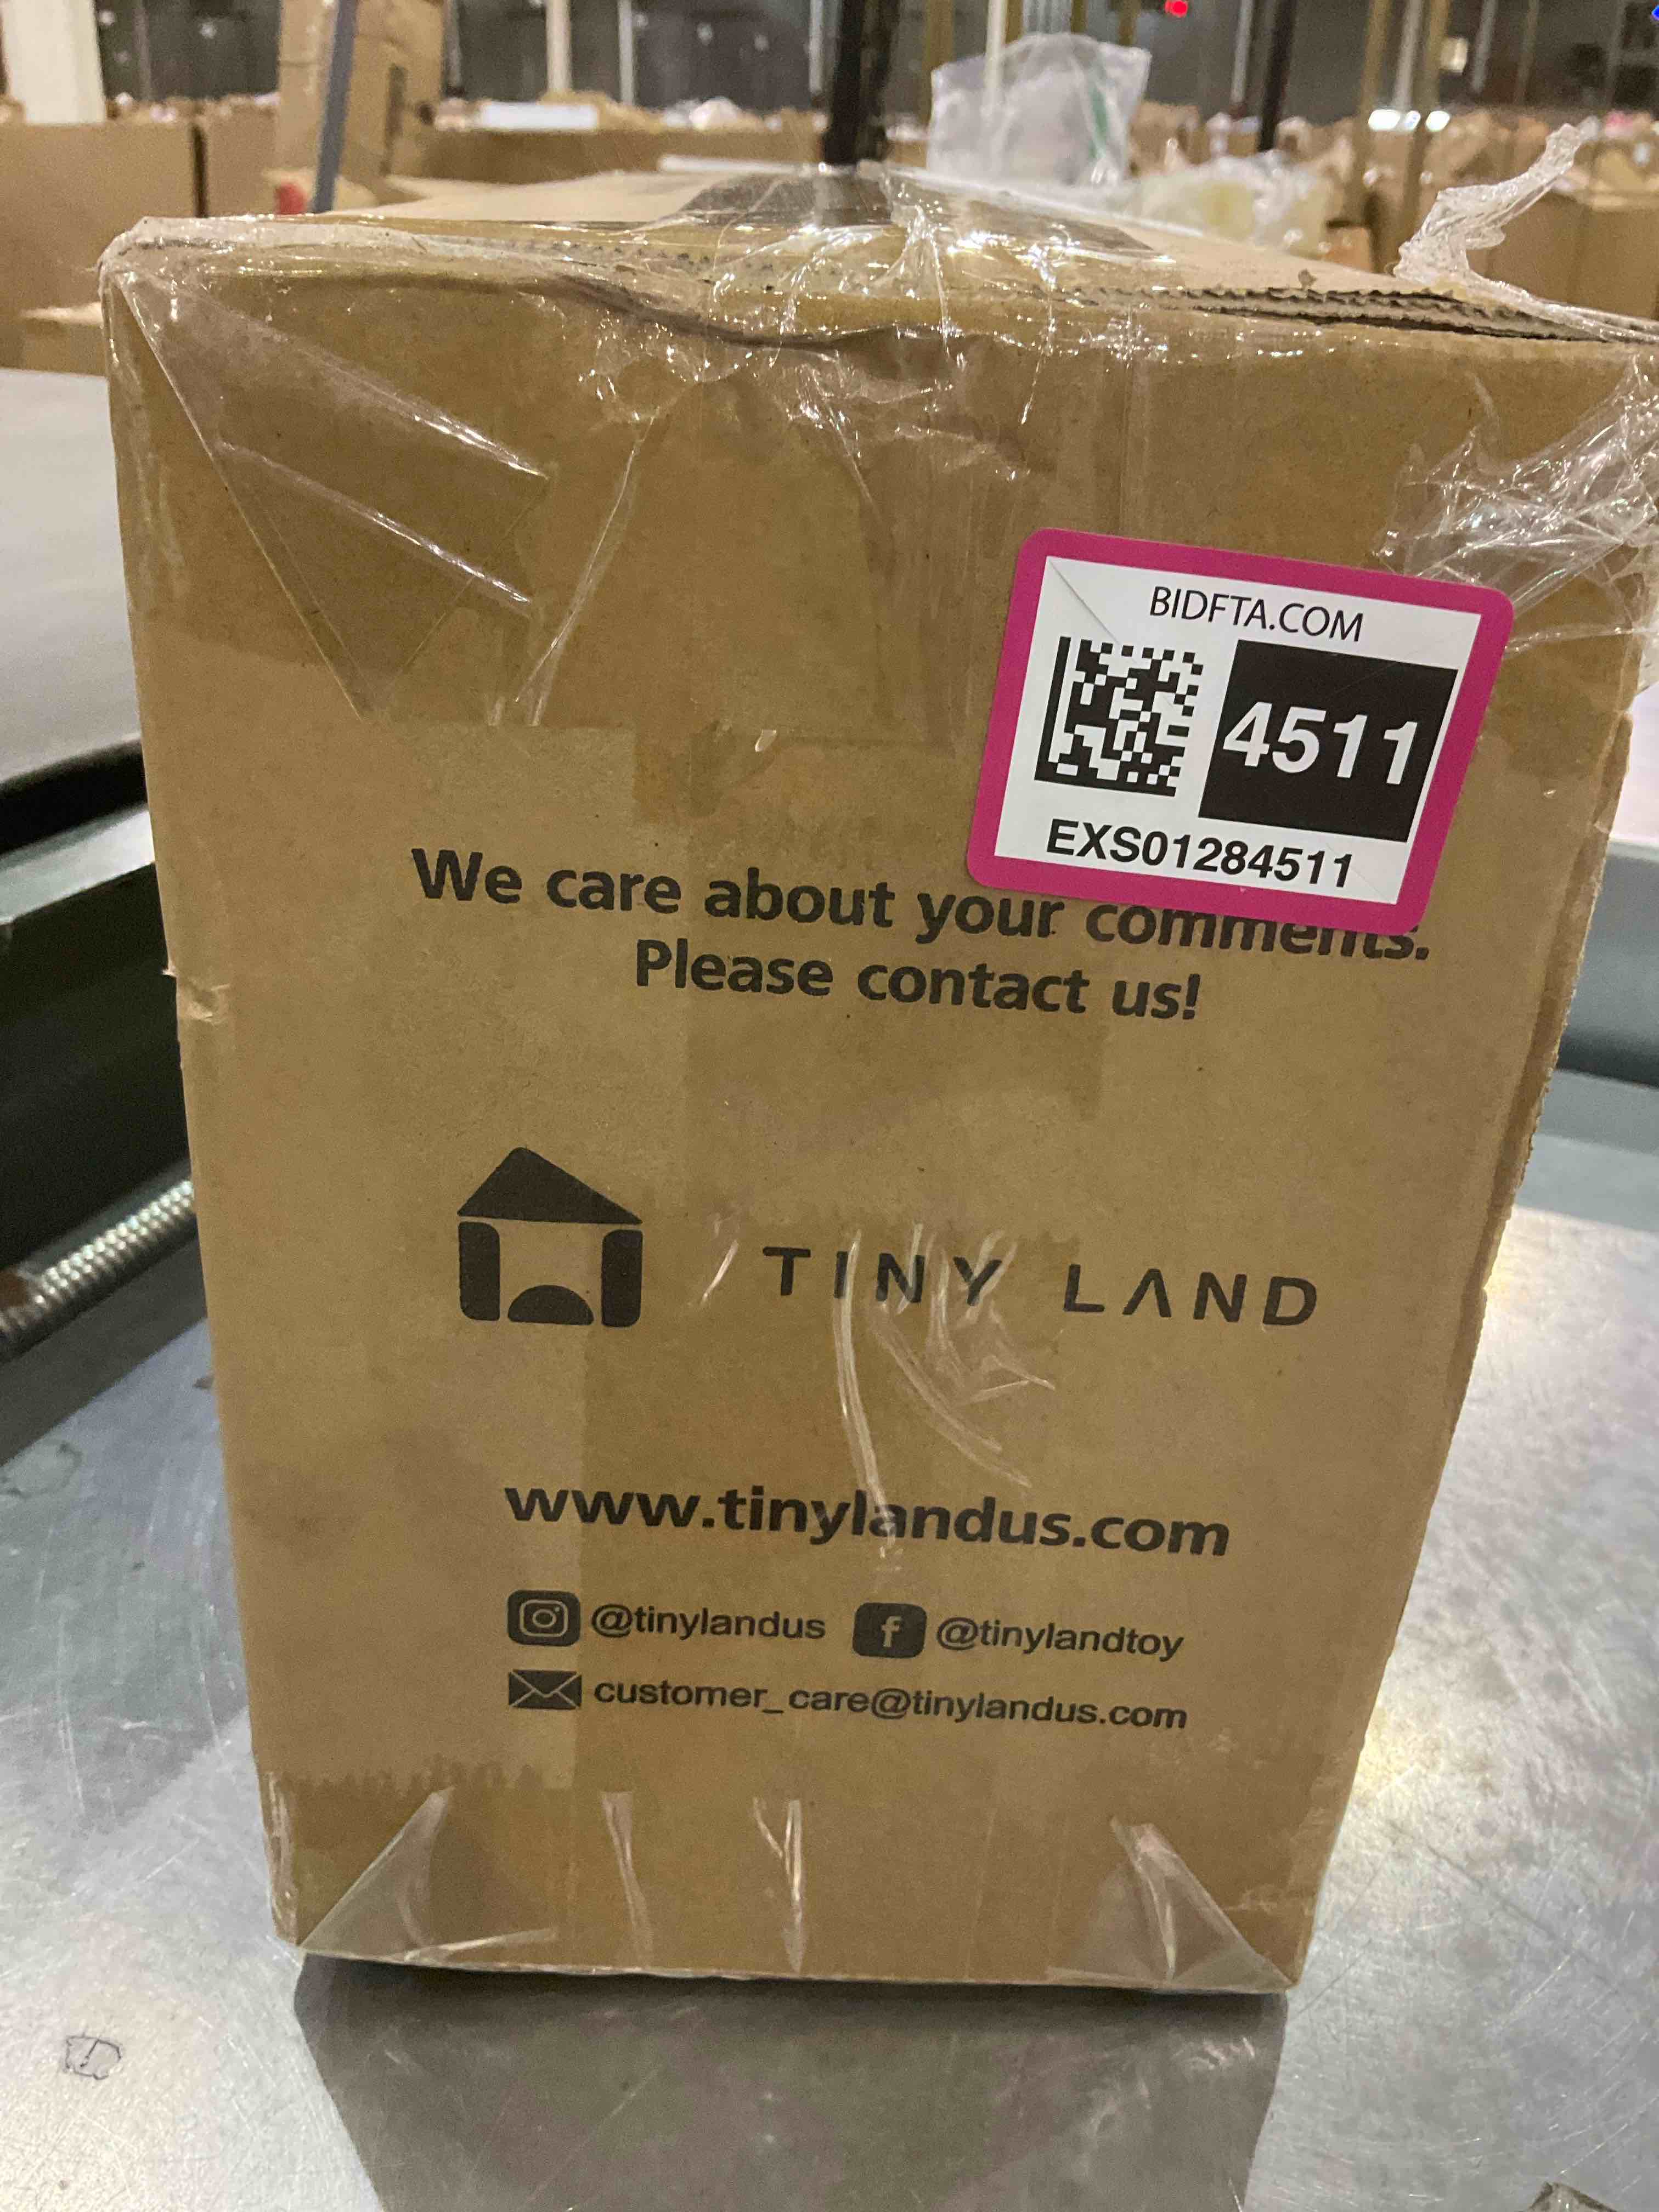 BIDFTA.COM
4511
EXS01284511
We care about your comments.
Please contact us!
TINY LAND
www.tinylandus.com
@tinylandus @tinylandtoy
customer_care@tinylandus.com